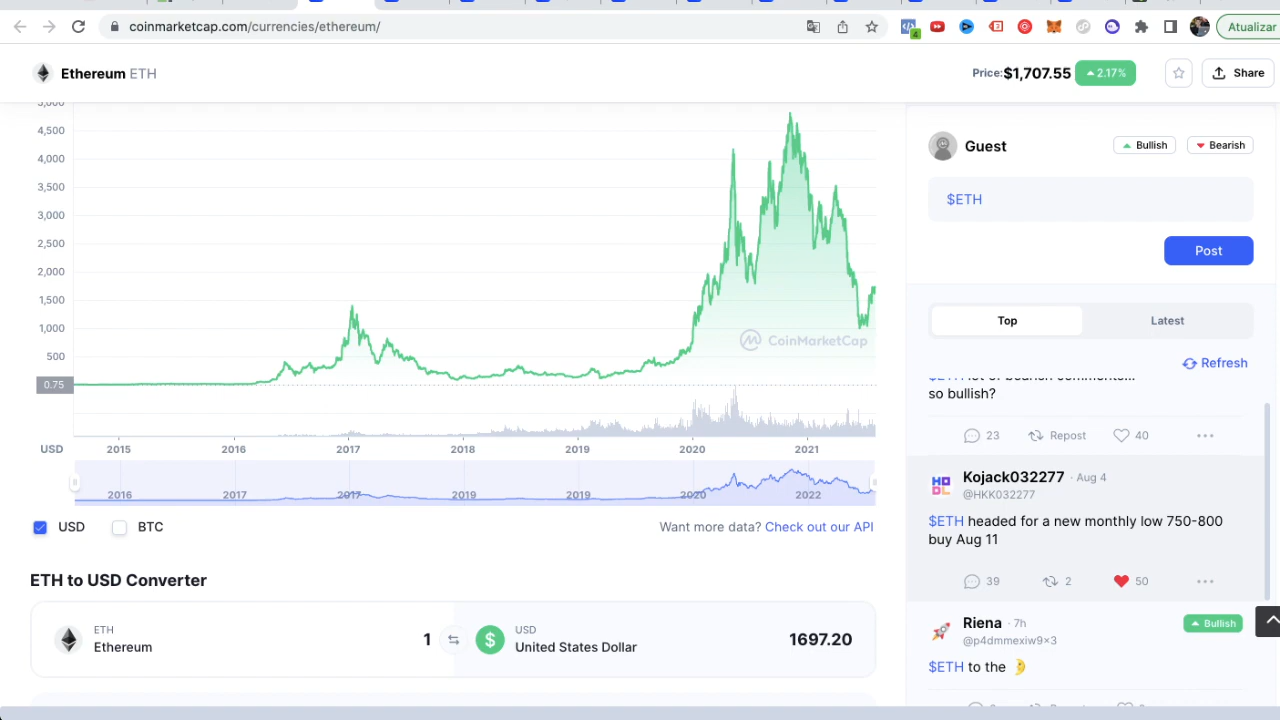 coinmarketcap.com/currencies/ethereum/
4
Atualizar
Ethereum ETH
Price:$1,707.55
2.17%
Share
5,000
4,500
4,000
3,500
3,000
2,500
2,000
1,500
1,000
500
0.75
CoinMarketCap
USD
2015 2016 2017 2018 2019 2020 2021
2016 2017 2017 2019 2019 2020 2022
USD
BTC
Want more data? Check out our API
ETH to USD Converter
ETH
Ethereum
1
USD
United States Dollar
1697.20
Guest
Bullish
Bearish
$ETH
Post
Top
Latest
Refresh
so bullish?
23
Repost
40
HODL
Kojack032277 · Aug 4
@HKK032277
$ETH headed for a new monthly low 750-800
buy Aug 11
39
2
50
Riena · 7h
Bullish
@p4dmmexiw9x3
$ETH to the 🌛